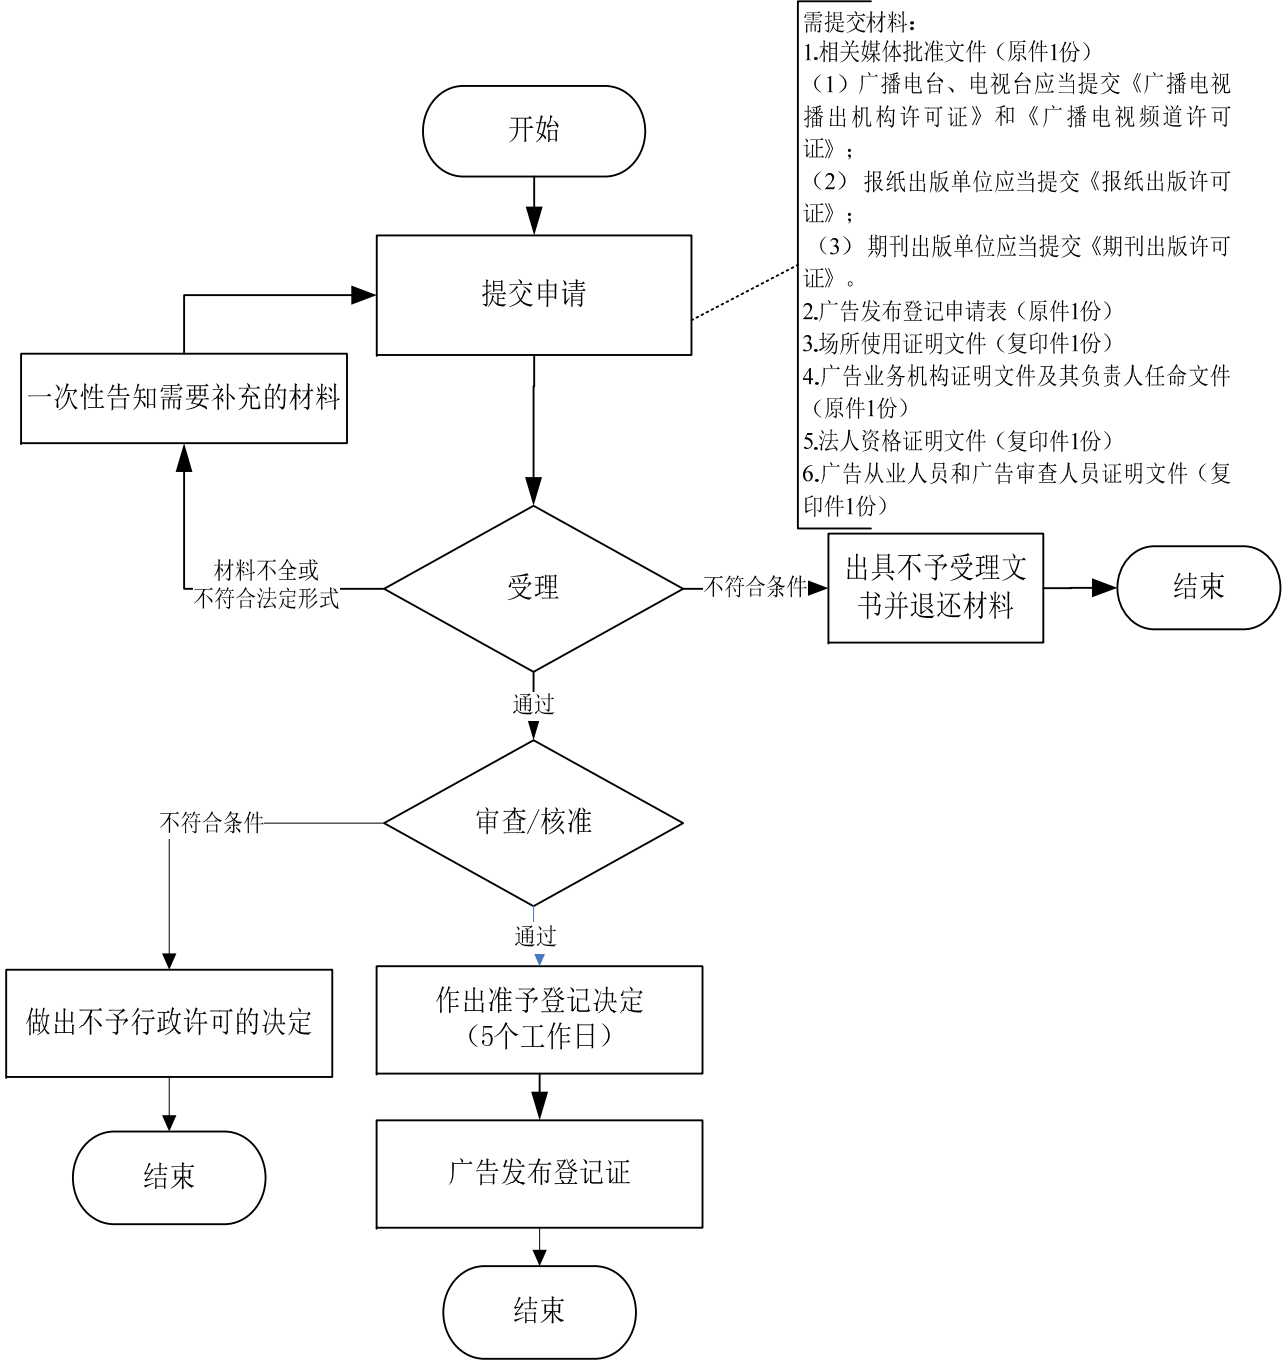 需提交材料：
1.相关媒体批准文件（原件1份）
（1）广播电台、电视台应当提交《广播电视
播出机构许可证》和《广播电视频道许可
证》；
（2） 报纸出版单位应当提交《报纸出版许可
证》；
（3） 期刊出版单位应当提交《期刊出版许可
证》。
2.广告发布登记申请表（原件1份）
3.场所使用证明文件（复印件1份）
4.广告业务机构证明文件及其负责人任命文件
（原件1份）
5.法人资格证明文件（复印件1份）
6.广告从业人员和广告审查人员证明文件（复
印件1份）
开始
提交申请
一次性告知需要补充的材料
材料不全或
不符合法定形式
受理
不符合条件
出具不予受理文
书并退还材料
结束
通过
审查/核准
不符合条件
通过
做出不予行政许可的决定
作出准予登记决定
（5个工作日）
结束
广告发布登记证
结束